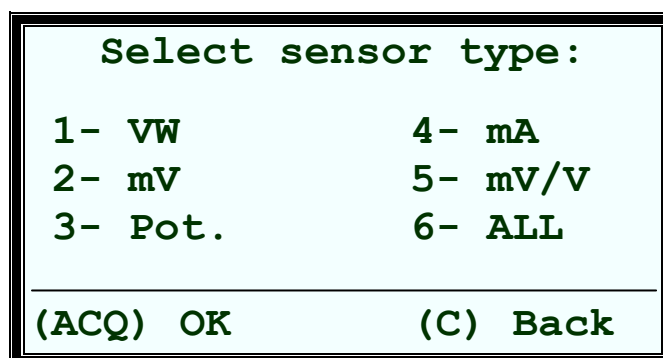 Select sensor type:
1- VW 4- mA
2- mV 5- mV/V
3- Pot. 6- ALL
(ACQ) OK (C) Back